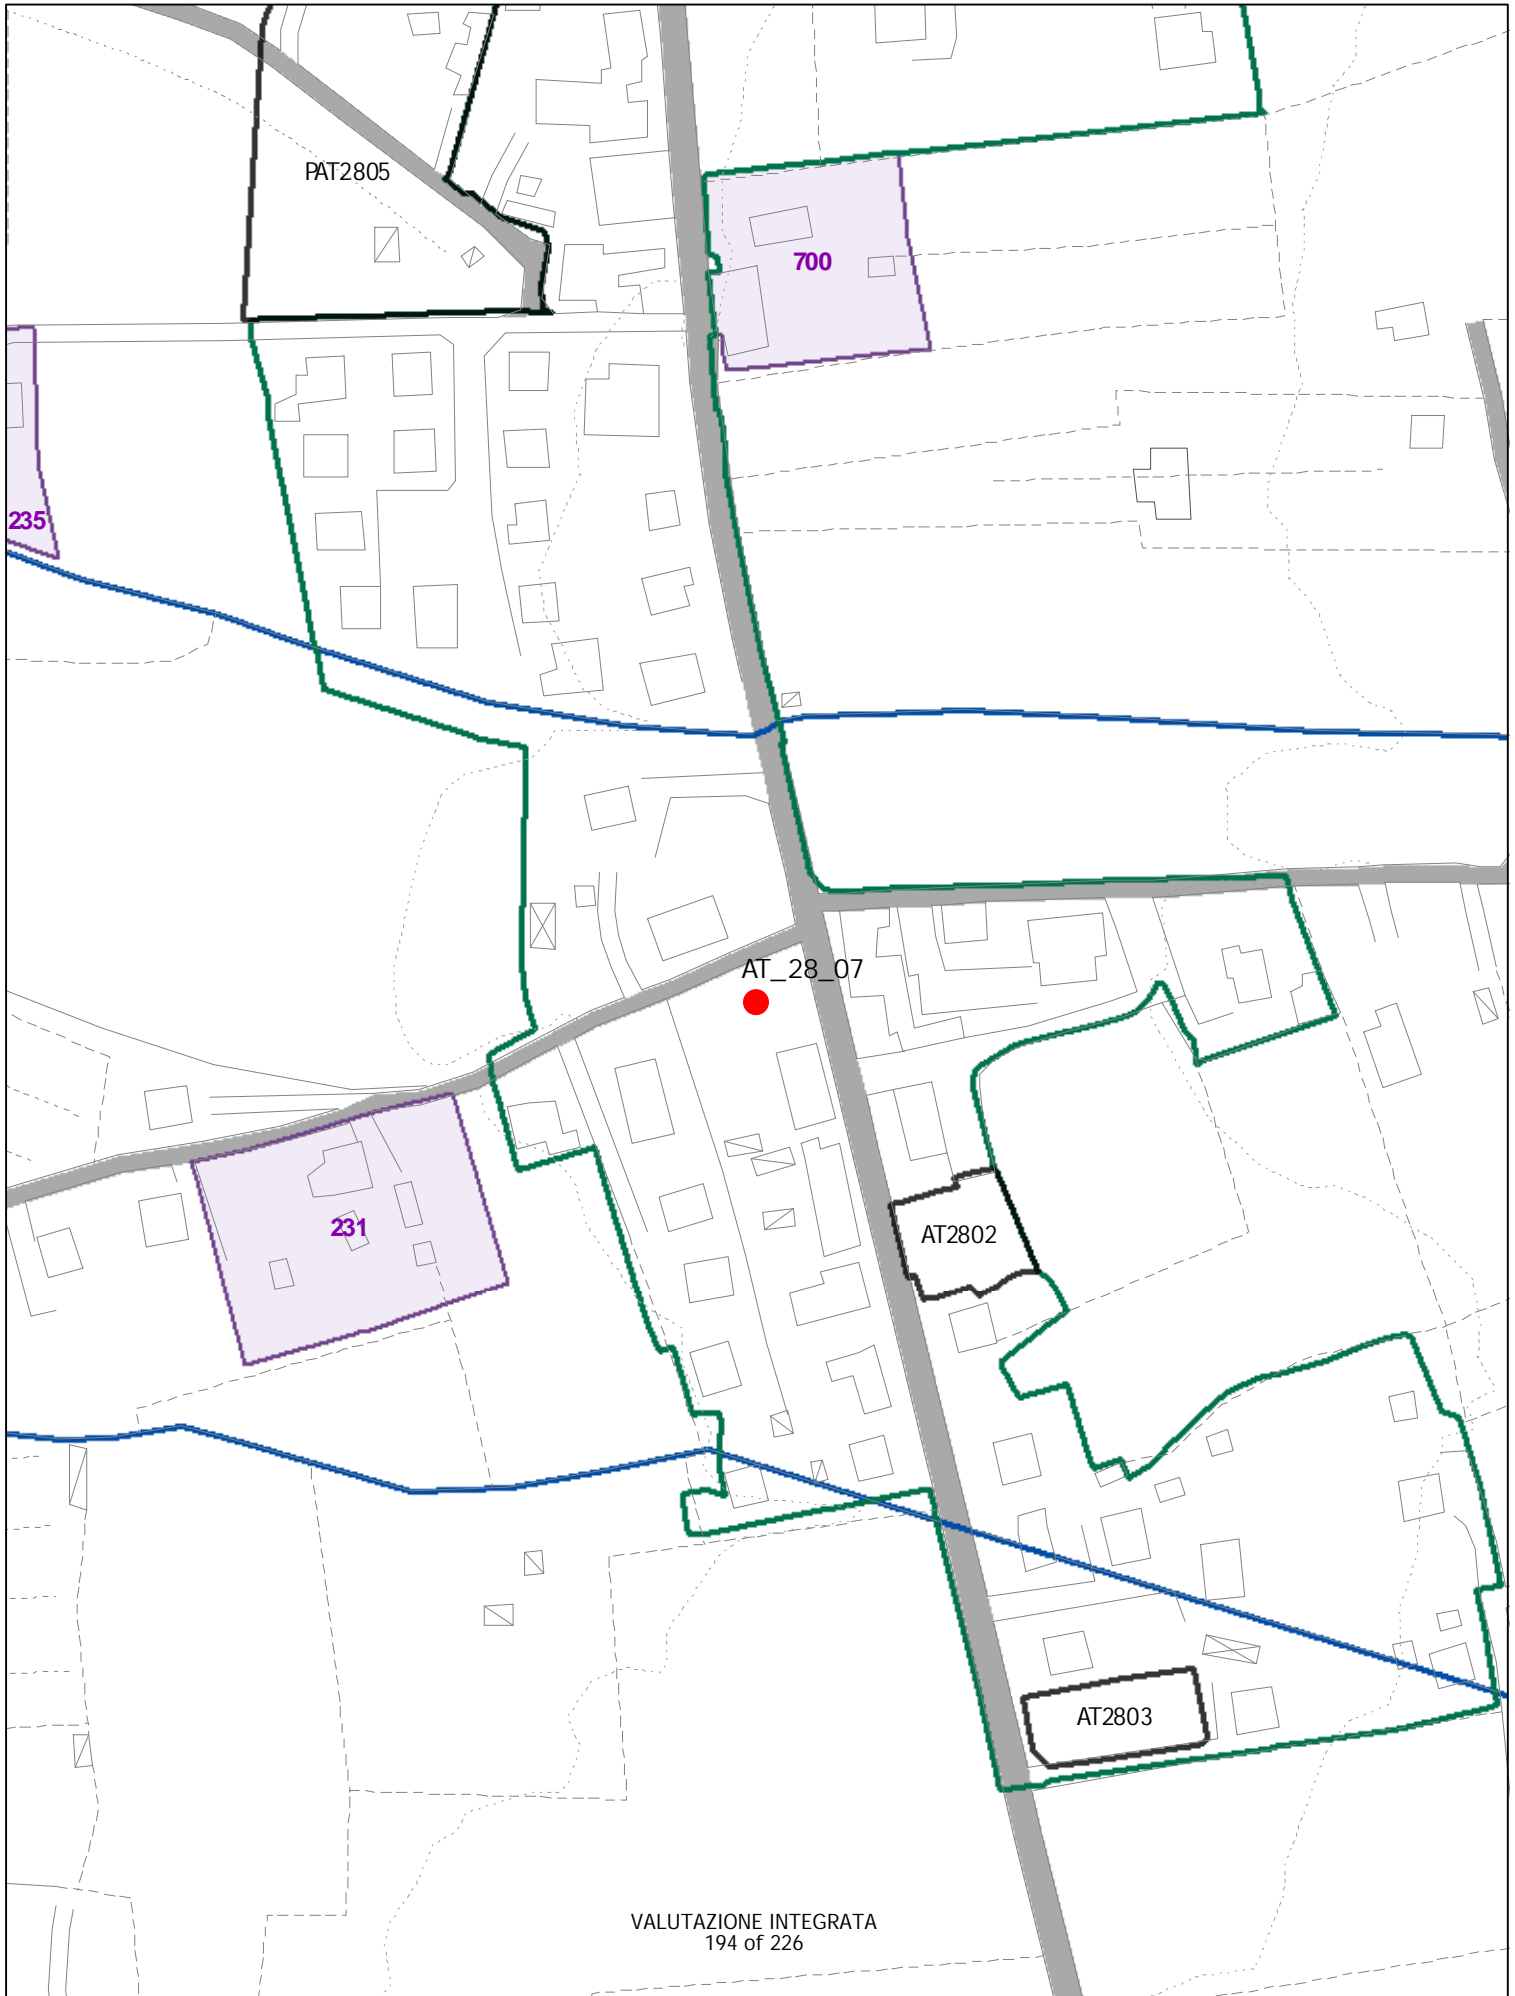 PAT2805
700
235
AT_28_07
231
AT2802
AT2803
VALUTAZIONE INTEGRATA
194 of 226